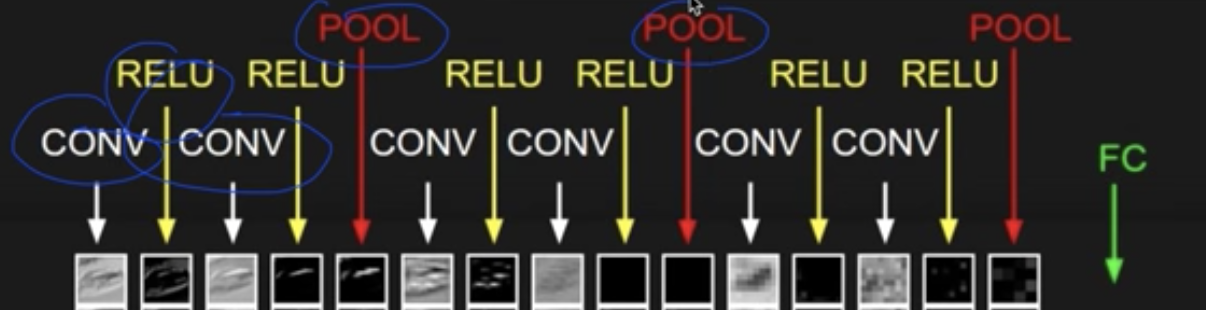 POOL POOL POOL
RELU RELU RELU RELU RELU RELU
CONV CONV CONV CONV CONV CONV
FC